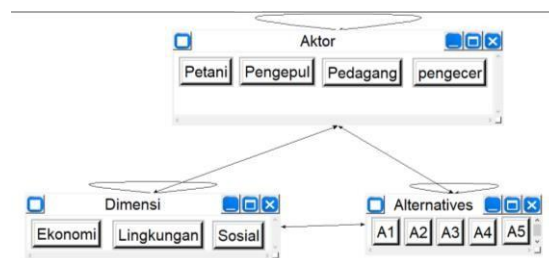 Aktor
Petani Pengepul Pedagang pengecer
Dimensi
Ekonomi Lingkungan Sosial
Alternatives
A1 A2 A3 A4 A5